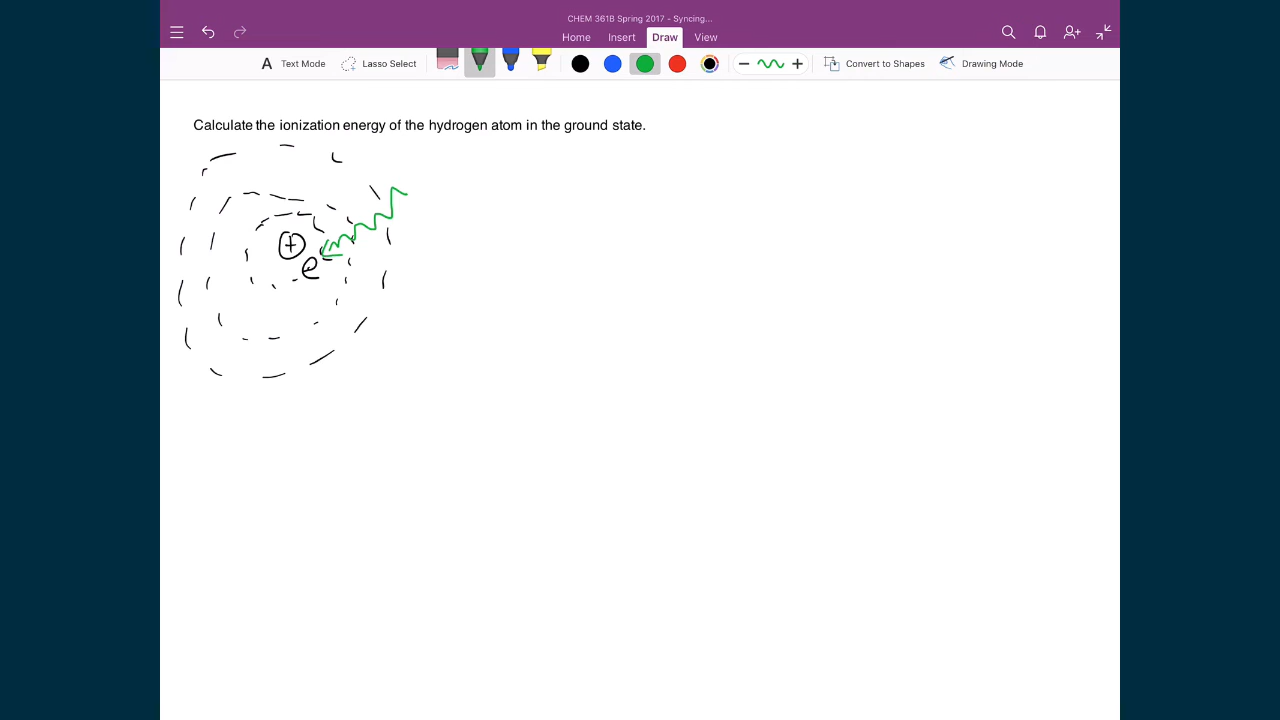 CHEM 361B Spring 2017 - Syncing...
Home Insert Draw View
A Text Mode Lasso Select Convert to Shapes Drawing Mode
Calculate the ionization energy of the hydrogen atom in the ground state.
+
e